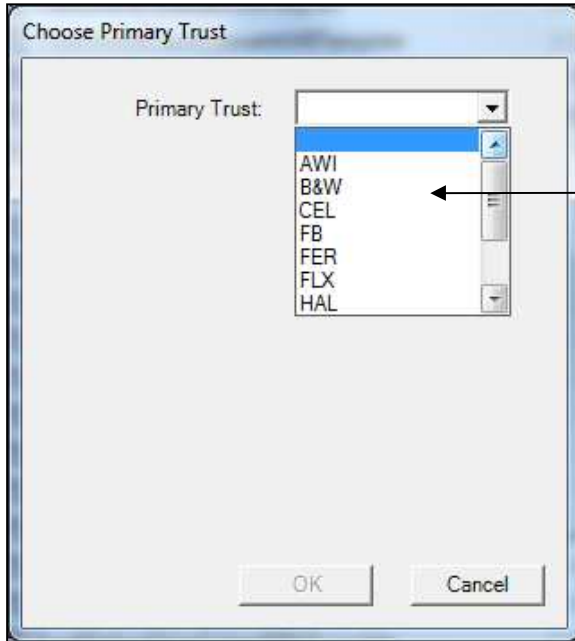 Choose Primary Trust
Primary Trust:
AWI
B&W
CEL
FB
FER
FLX
HAL
OK
Cancel